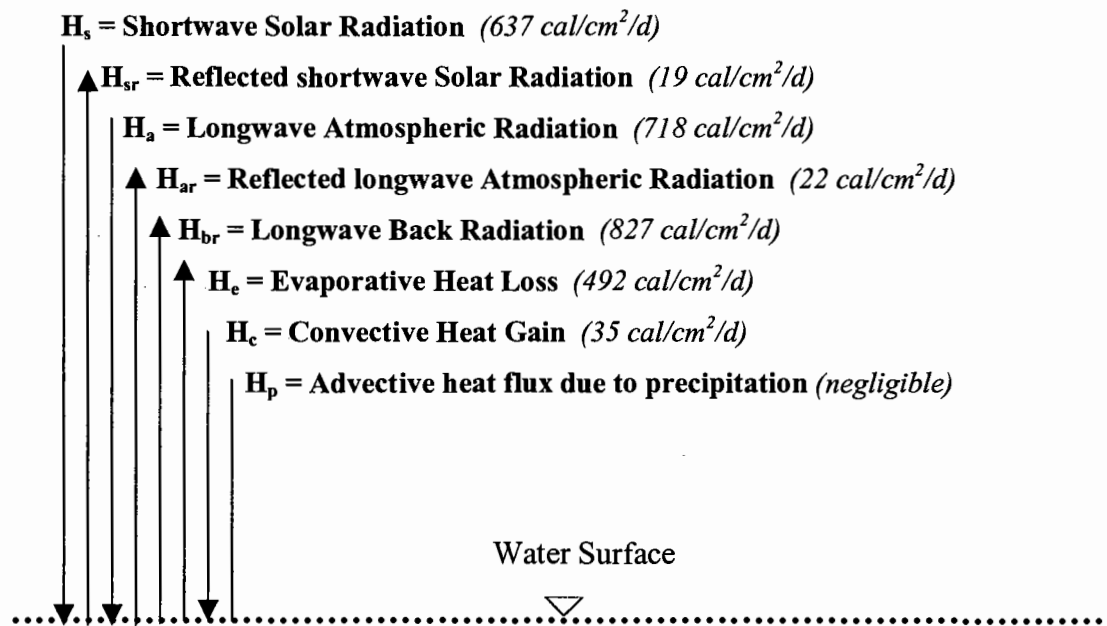 Hₛ = Shortwave Solar Radiation (637 cal/cm²/d)
Hₛᵣ = Reflected shortwave Solar Radiation (19 cal/cm²/d)
Hₐ = Longwave Atmospheric Radiation (718 cal/cm²/d)
Hₐᵣ = Reflected longwave Atmospheric Radiation (22 cal/cm²/d)
H_br = Longwave Back Radiation (827 cal/cm²/d)
Hₑ = Evaporative Heat Loss (492 cal/cm²/d)
H_c = Convective Heat Gain (35 cal/cm²/d)
Hₚ = Advective heat flux due to precipitation (negligible)
Water Surface